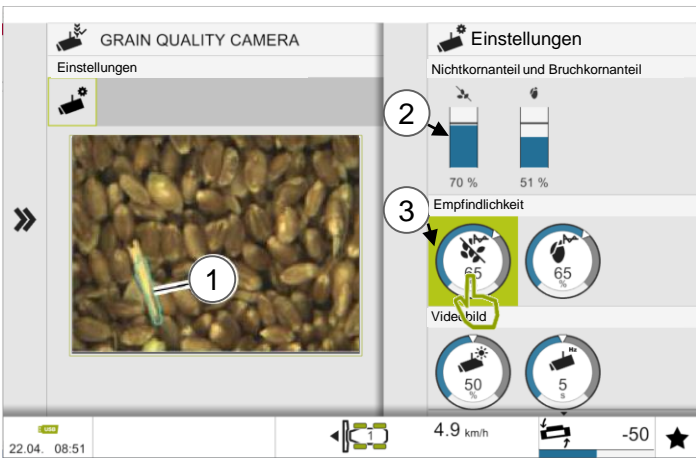 GRAIN QUALITY CAMERA
Einstellungen
1
Einstellungen
Nichtkornanteil und Bruchkornanteil
2
70 %
51 %
Empfindlichkeit
3
65
65
%
Videobild
50
%
Hz
5
s
USB
22.04. 08:51
1
4.9 km/h
-50